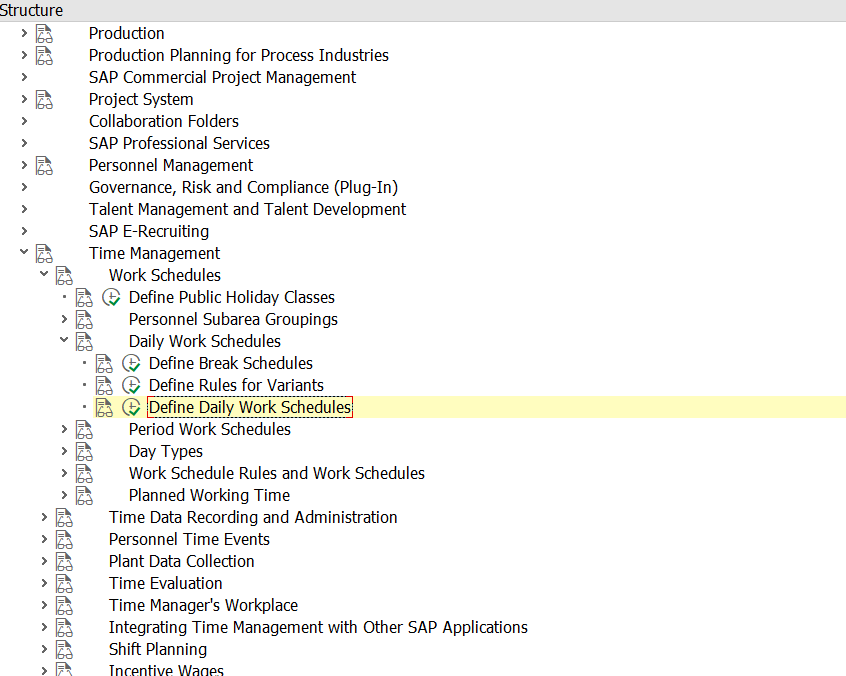 Structure
Production
Production Planning for Process Industries
SAP Commercial Project Management
Project System
Collaboration Folders
SAP Professional Services
Personnel Management
Governance, Risk and Compliance (Plug-In)
Talent Management and Talent Development
SAP E-Recruiting
Time Management
Work Schedules
Define Public Holiday Classes
Personnel Subarea Groupings
Daily Work Schedules
Define Break Schedules
Define Rules for Variants
Define Daily Work Schedules
Period Work Schedules
Day Types
Work Schedule Rules and Work Schedules
Planned Working Time
Time Data Recording and Administration
Personnel Time Events
Plant Data Collection
Time Evaluation
Time Manager's Workplace
Integrating Time Management with Other SAP Applications
Shift Planning
Incentive Wages